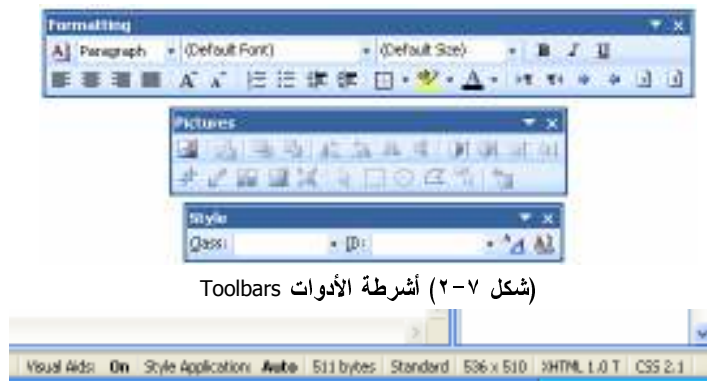 Formatting
Paragraph (Default Font) (Default Size) B I U
Pictures
Style
Class: ID:
(شكل ٧-٢) أشرطة الأدوات Toolbars
Visual Aids: On Style Application: Auto 511 bytes Standard 536 x 510 XHTML 1.0 T CSS 2.1